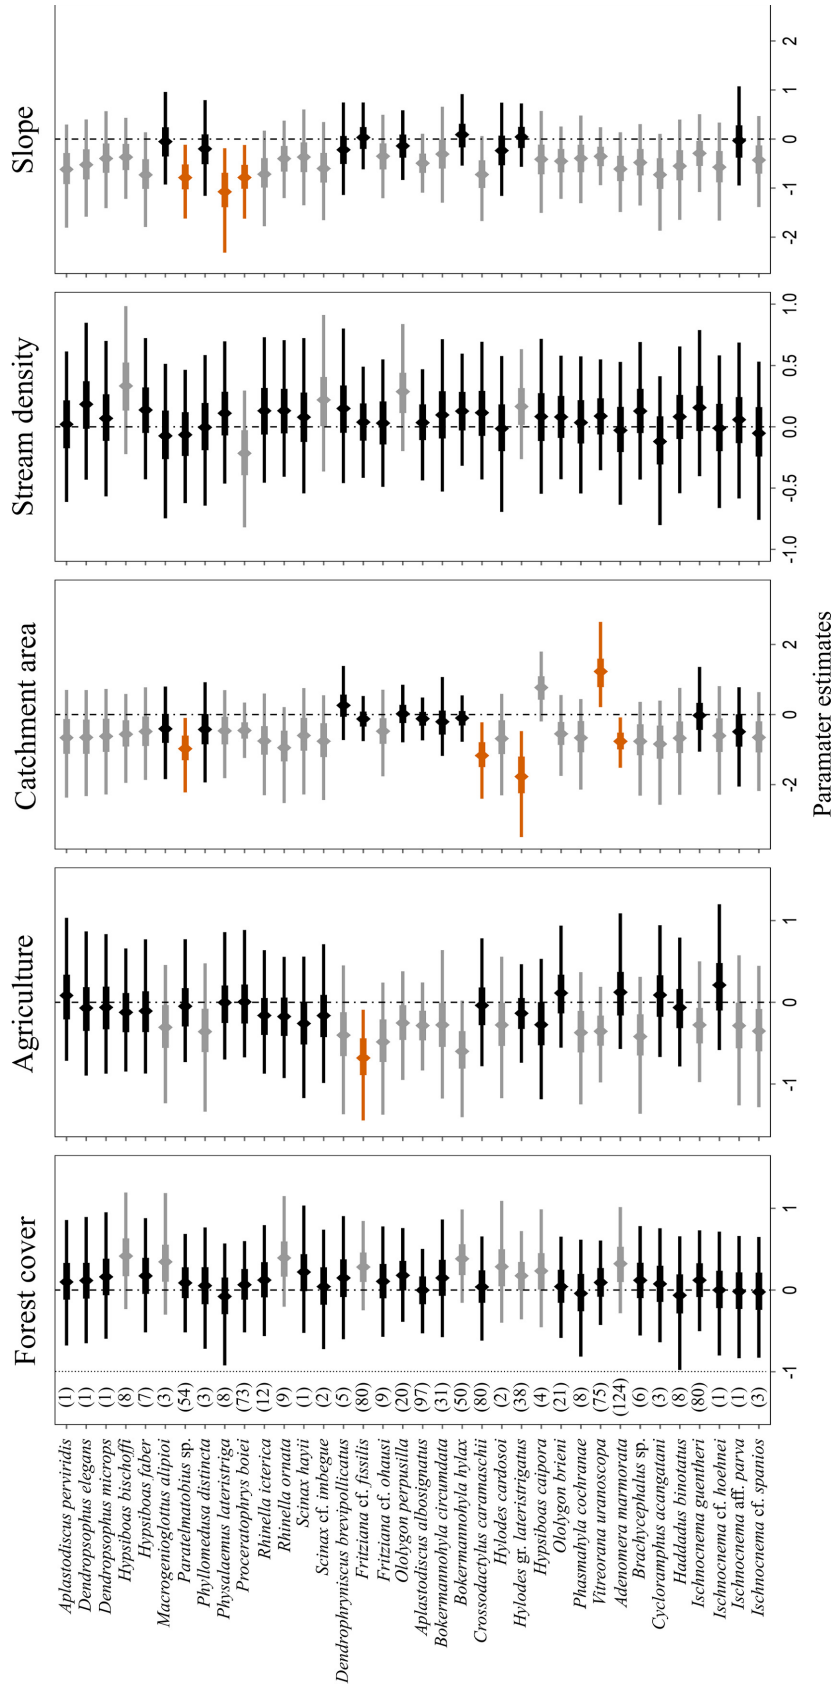 Forest cover
Agriculture
Catchment area
Stream density
Slope
Aplastodiscus perviridis (1)
Dendropsophus elegans (1)
Dendropsophus microps (1)
Hypsiboas bischoffi (8)
Hypsiboas faber (7)
Macrogenioglottus alipioi (3)
Paratelmatobius sp. (54)
Phyllomedusa distincta (3)
Physalaemus lateristriga (8)
Proceratophrys boiei (73)
Rhinella icterica (12)
Rhinella ornata (9)
Scinax hayii (1)
Scinax cf. imbegue (2)
Dendrophryniscus brevipollicatus (5)
Fritziana cf. fissilis (80)
Fritziana cf. ohausi (9)
Ololygon perpusilla (20)
Aplastodiscus albosignatus (97)
Bokermannohyla circumdata (31)
Bokermannohyla hylax (50)
Crossodactylus caramaschii (80)
Hylodes cardosoi (2)
Hylodes gr. lateristrigatus (38)
Hypsiboas caipora (4)
Ololygon brieni (21)
Phasmahyla cochranae (8)
Vitreorana uranoscopa (75)
Adenomera marmorata (124)
Brachycephalus sp. (6)
Cycloramphus acangatani (3)
Haddadus binotatus (8)
Ischnocnema guentheri (80)
Ischnocnema cf. hoehnei (1)
Ischnocnema aff. parva (1)
Ischnocnema cf. spanios (3)
-1 0 1
-1 0 1
-2 0 2
-1.0 -0.5 0.0 0.5 1.0
-2 -1 0 1 2
Paramater estimates